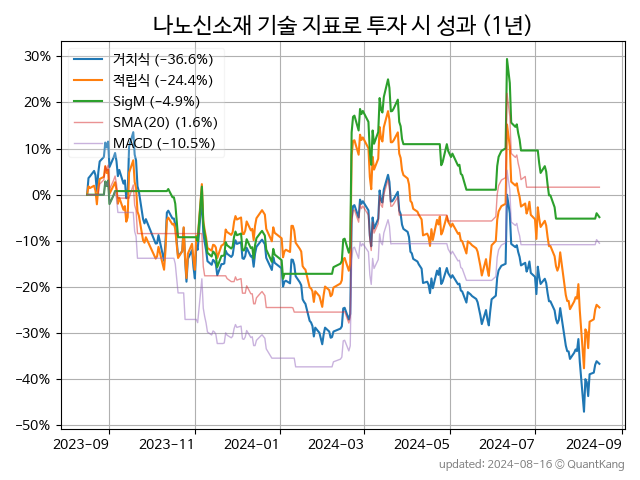 나노신소재 기술 지표로 투자 시 성과 (1년)
거치식 (−36.6%)
적립식 (−24.4%)
SigM (−4.9%)
SMA(20) (1.6%)
MACD (−10.5%)
30%
20%
10%
0%
−10%
−20%
−30%
−40%
−50%
2023-09 2023-11 2024-01 2024-03 2024-05 2024-07 2024-09
updated: 2024-08-16 © QuantKang